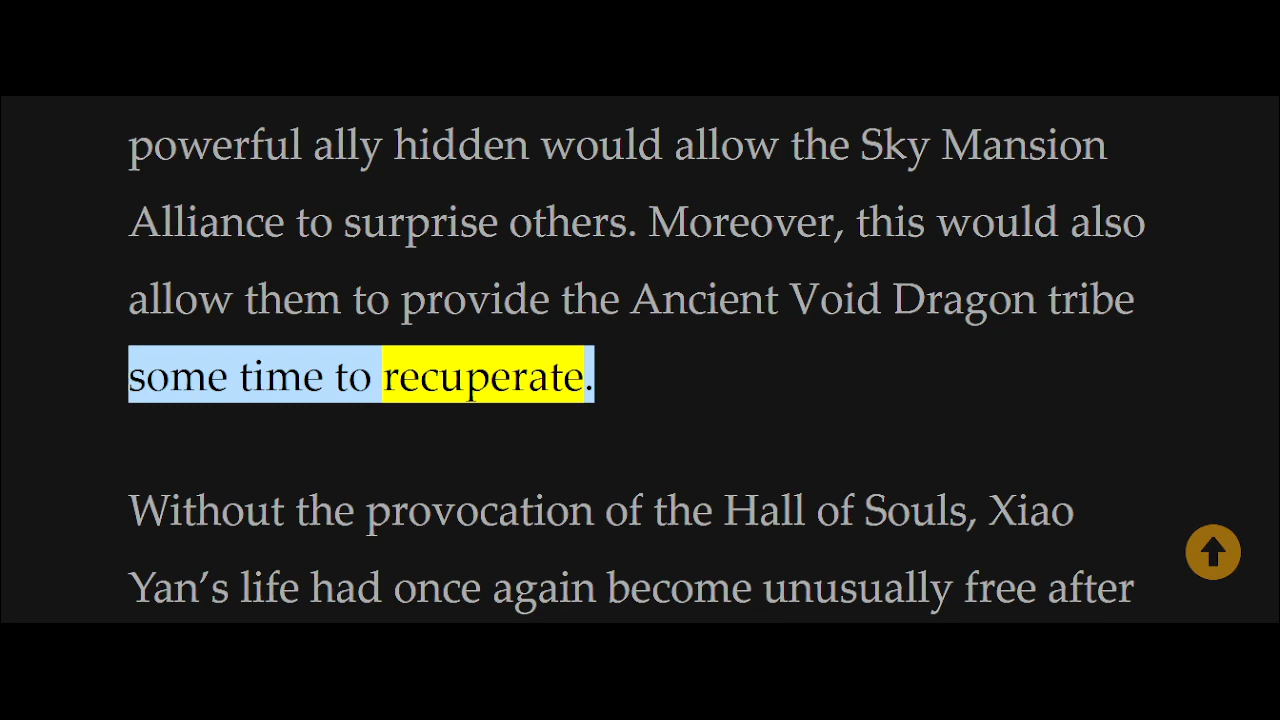 powerful ally hidden would allow the Sky Mansion
Alliance to surprise others. Moreover, this would also
allow them to provide the Ancient Void Dragon tribe
some time to recuperate.
Without the provocation of the Hall of Souls, Xiao
Yan’s life had once again become unusually free after